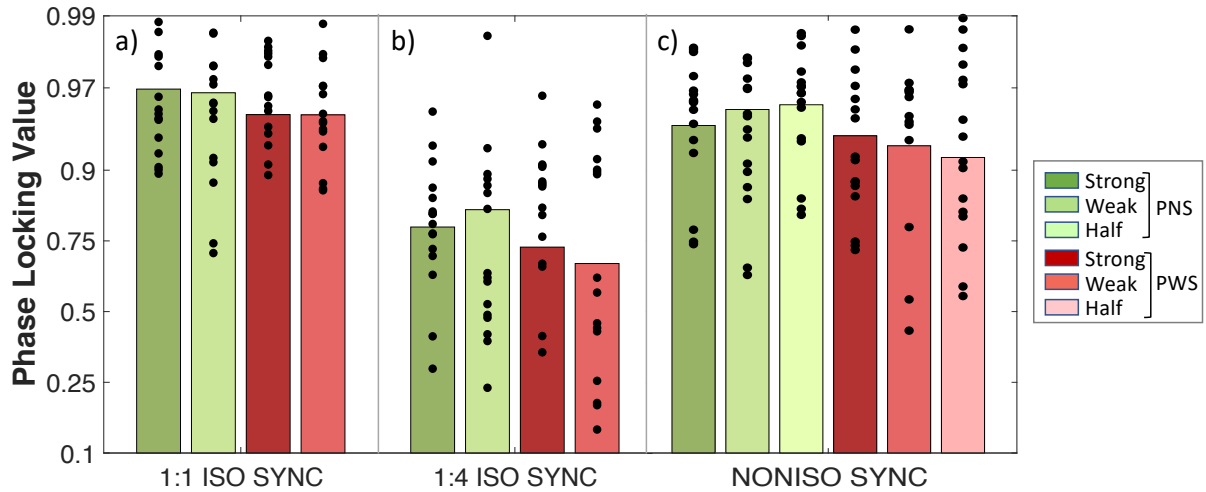 Phase Locking Value
0.99
0.97
0.9
0.75
0.5
0.25
0.1
a)
b)
c)
1:1 ISO SYNC
1:4 ISO SYNC
NONISO SYNC
Strong
Weak
Half
PNS
Strong
Weak
Half
PWS